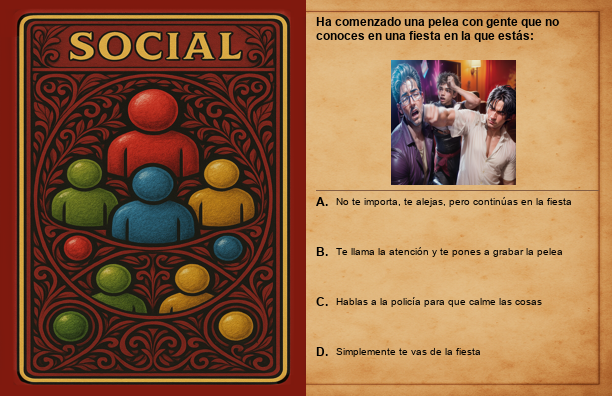 SOCIAL
Ha comenzado una pelea con gente que no
conoces en una fiesta en la que estás:
A. No te importa, te alejas, pero continúas en la fiesta
B. Te llama la atención y te pones a grabar la pelea
C. Hablas a la policía para que calme las cosas
D. Simplemente te vas de la fiesta